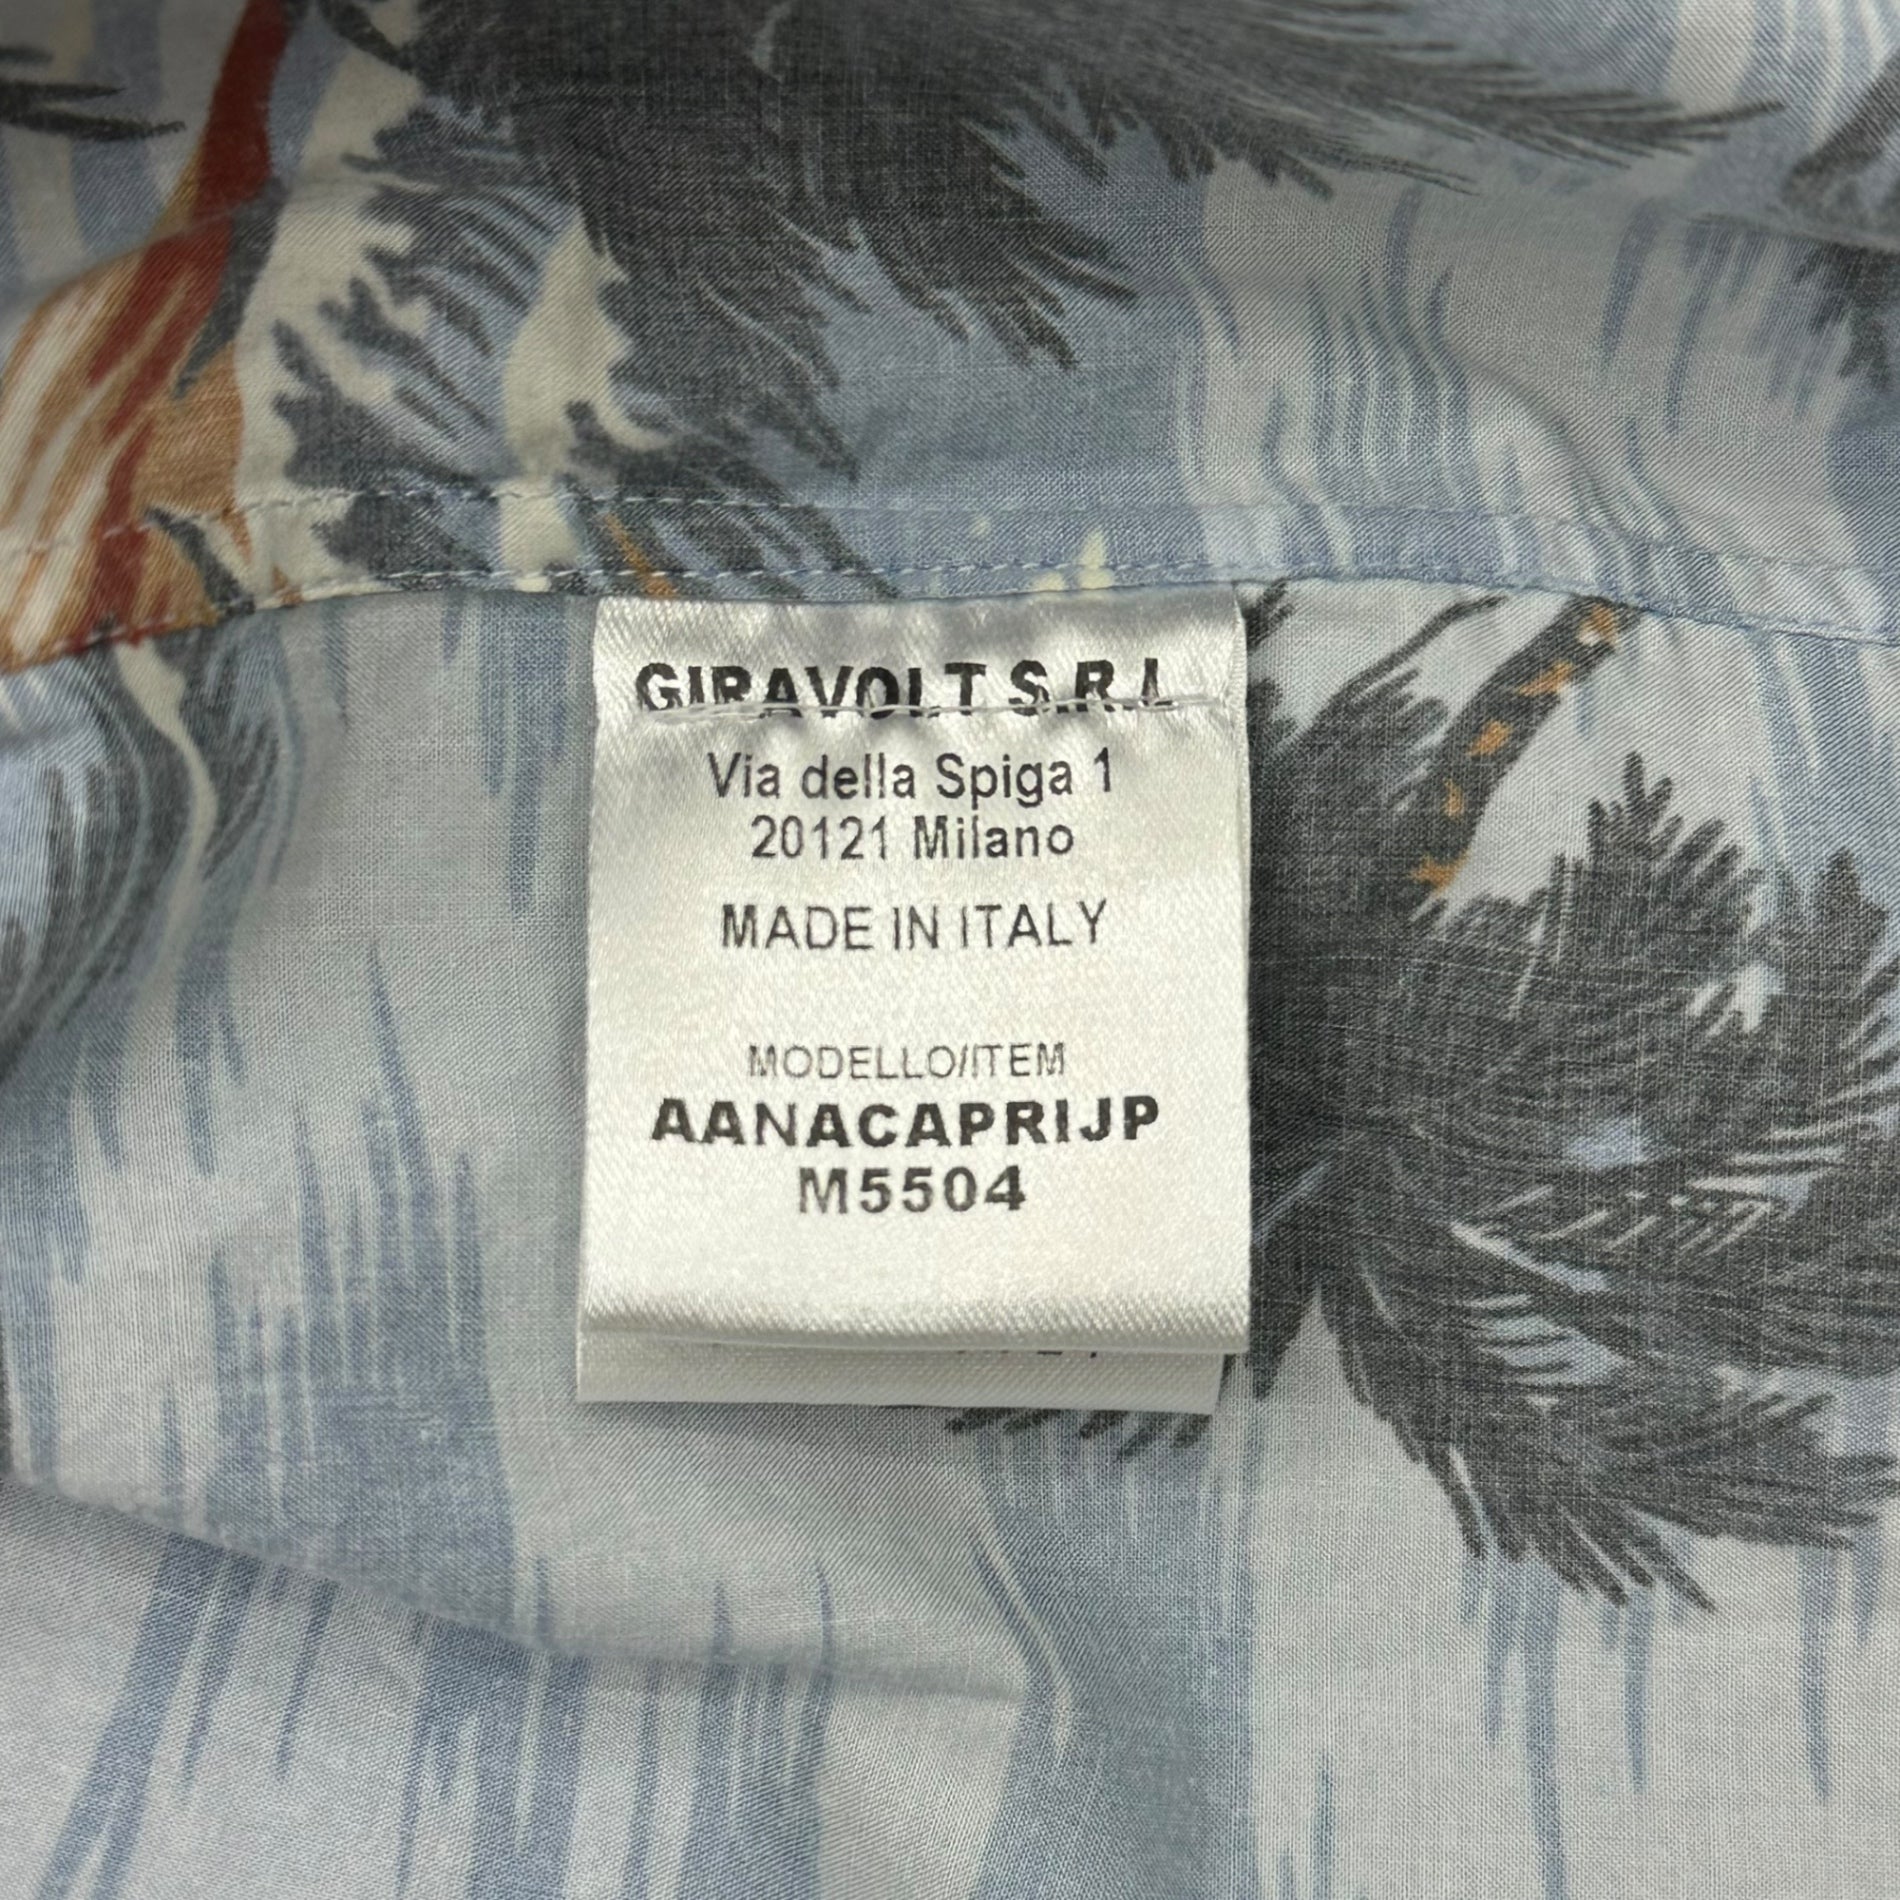 GIRAVOLT S.R.L
Via della Spiga 1
20121 Milano
MADE IN ITALY
MODELLO/ITEM
AANACAPRIJP
M5504